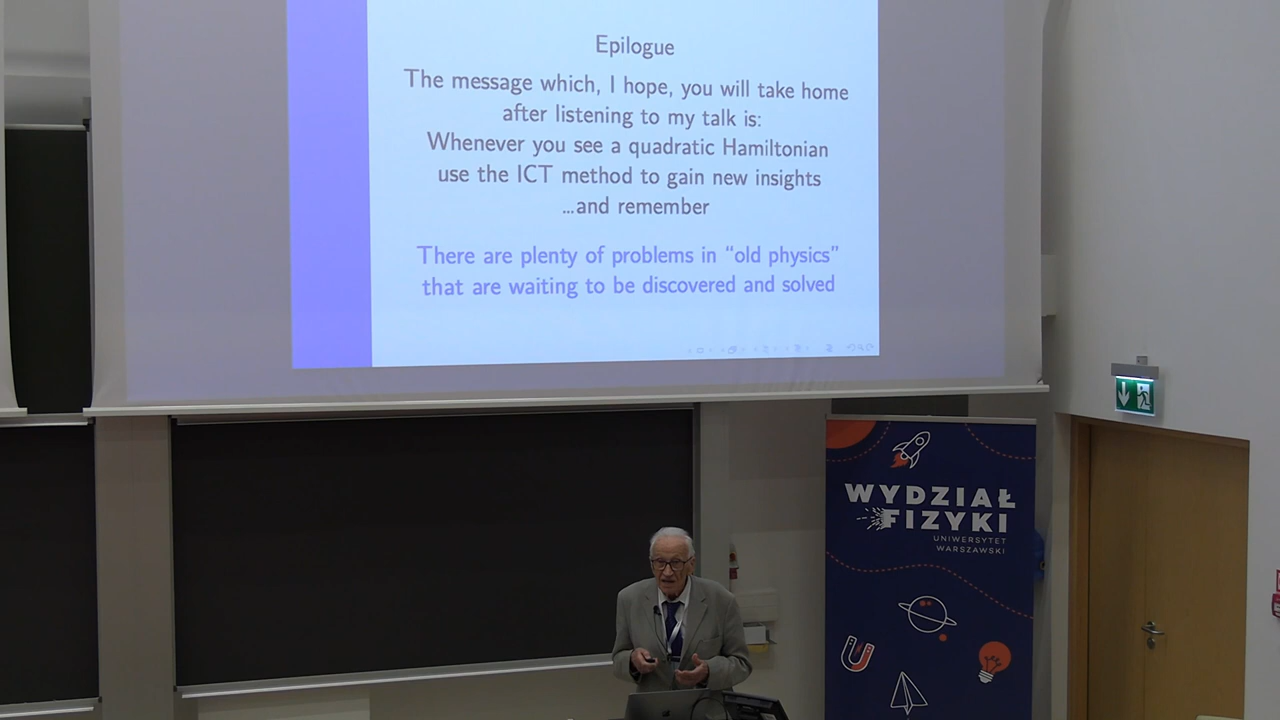 Epilogue
The message which, I hope, you will take home
after listening to my talk is:
Whenever you see a quadratic Hamiltonian
use the ICT method to gain new insights
...and remember
There are plenty of problems in “old physics”
that are waiting to be discovered and solved
WYDZIAŁ
FIZYKI
UNIWERSYTET
WARSZAWSKI